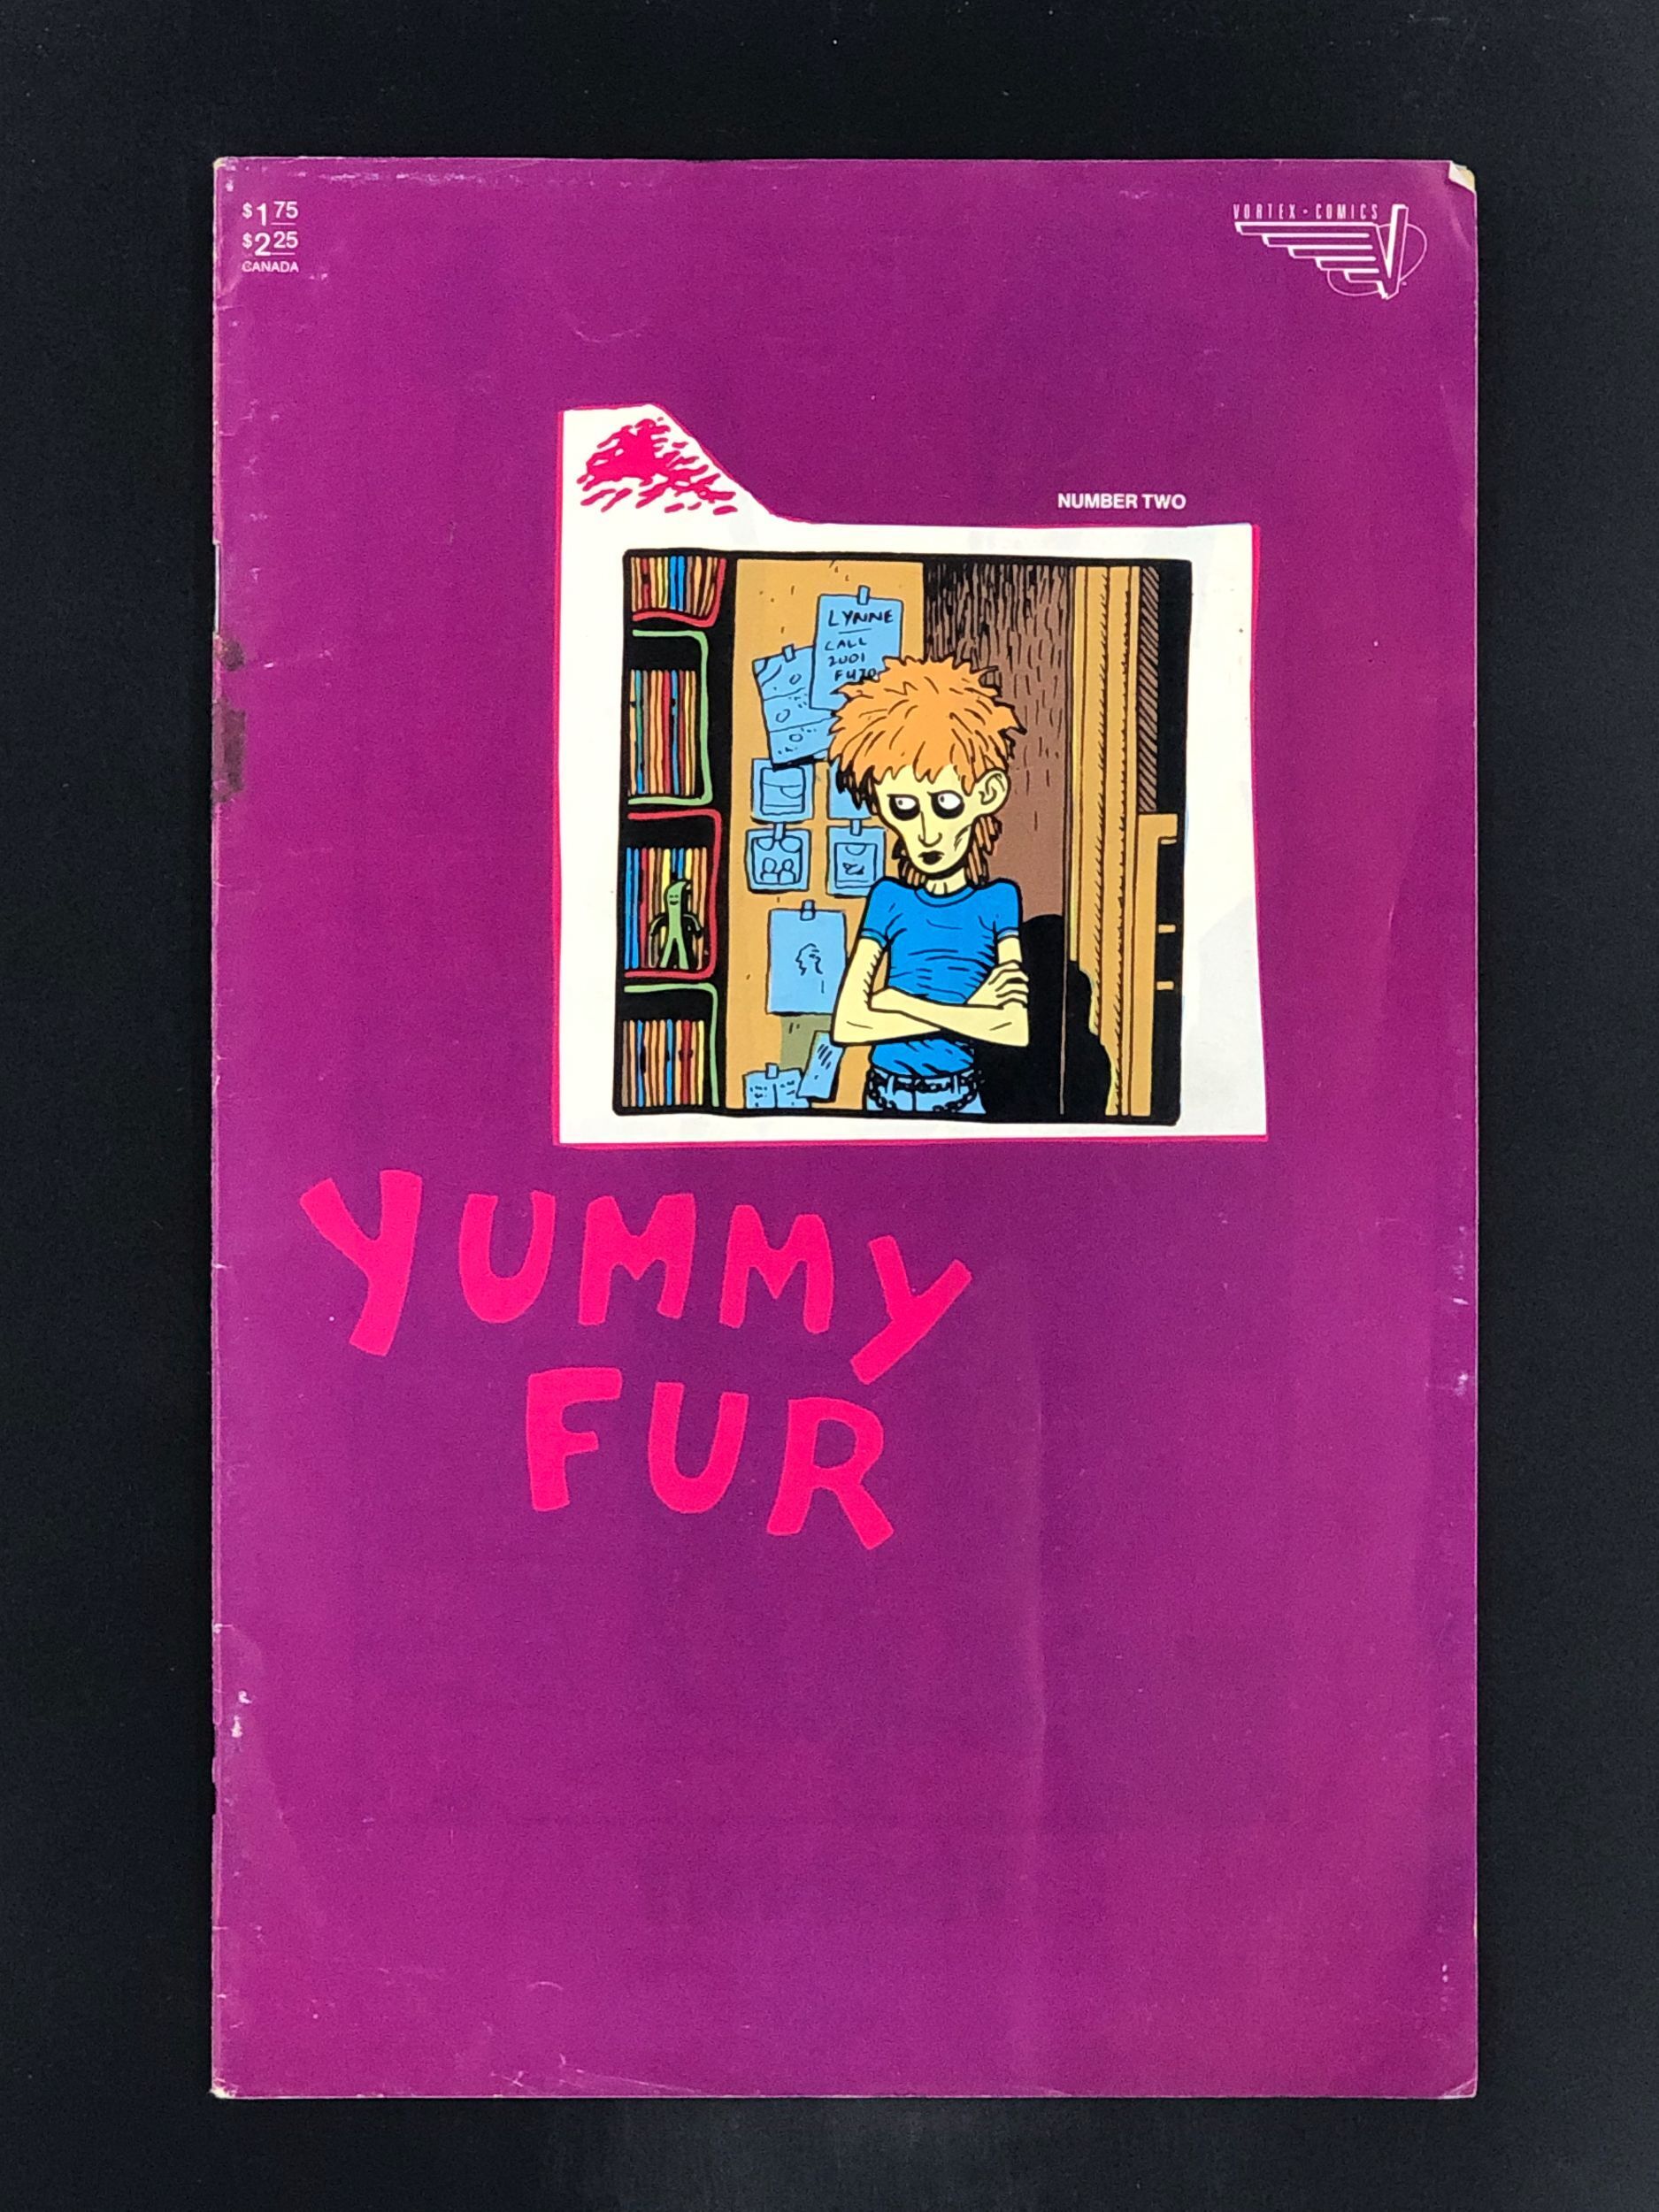 $1.75
$2.25
CANADA
VORTEX-COMICS
NUMBER TWO
LYNNE
CALL
YUMMY
FUR